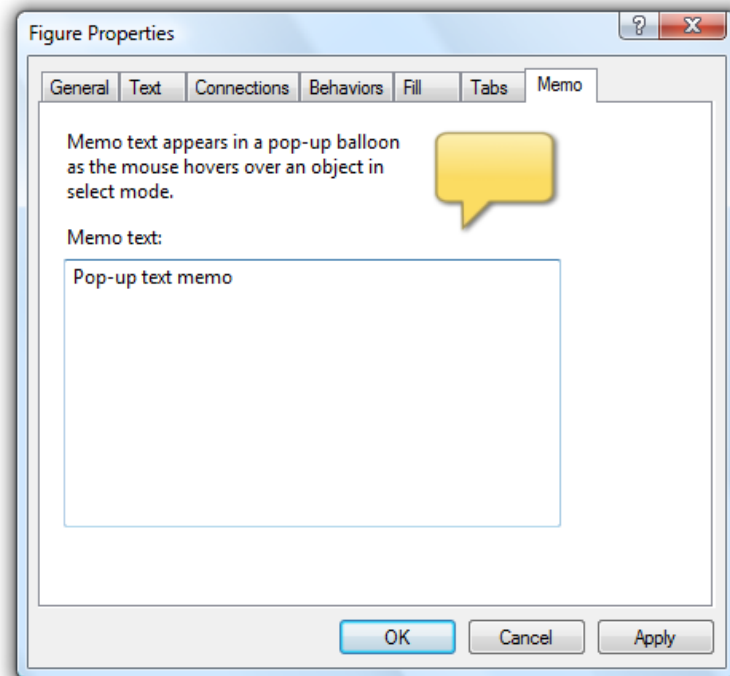 Figure Properties
?
X
General Text Connections Behaviors Fill Tabs Memo
Memo text appears in a pop-up balloon
as the mouse hovers over an object in
select mode.
Memo text:
Pop-up text memo
OK Cancel Apply